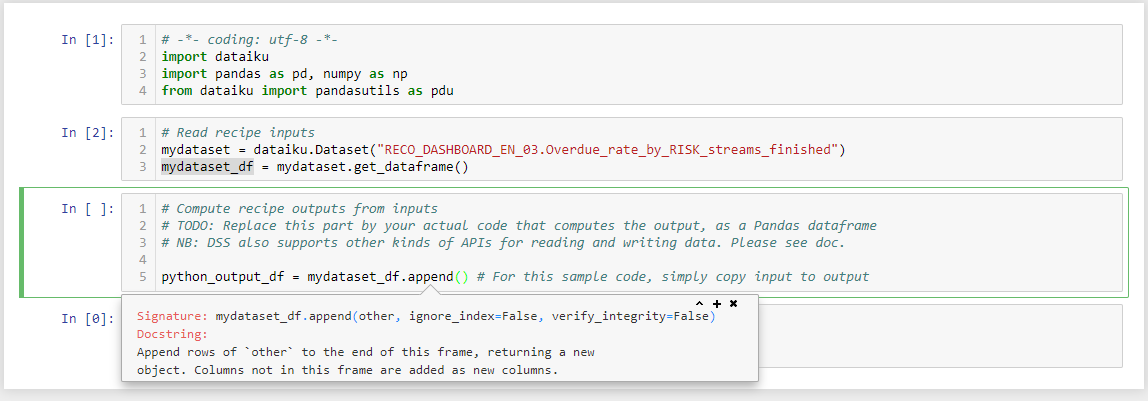 In [1]:
1 # -*- coding: utf-8 -*-
2 import dataiku
3 import pandas as pd, numpy as np
4 from dataiku import pandasutils as pdu
In [2]:
1 # Read recipe inputs
2 mydataset = dataiku.Dataset("RECO_DASHBOARD_EN_03.Overdue_rate_by_RISK_streams_finished")
3 mydataset_df = mydataset.get_dataframe()
In [ ]:
1 # Compute recipe outputs from inputs
2 # TODO: Replace this part by your actual code that computes the output, as a Pandas dataframe
3 # NB: DSS also supports other kinds of APIs for reading and writing data. Please see doc.
4
5 python_output_df = mydataset_df.append() # For this sample code, simply copy input to output
In [0]:
Signature: mydataset_df.append(other, ignore_index=False, verify_integrity=False)
Docstring:
Append rows of `other` to the end of this frame, returning a new
object. Columns not in this frame are added as new columns.